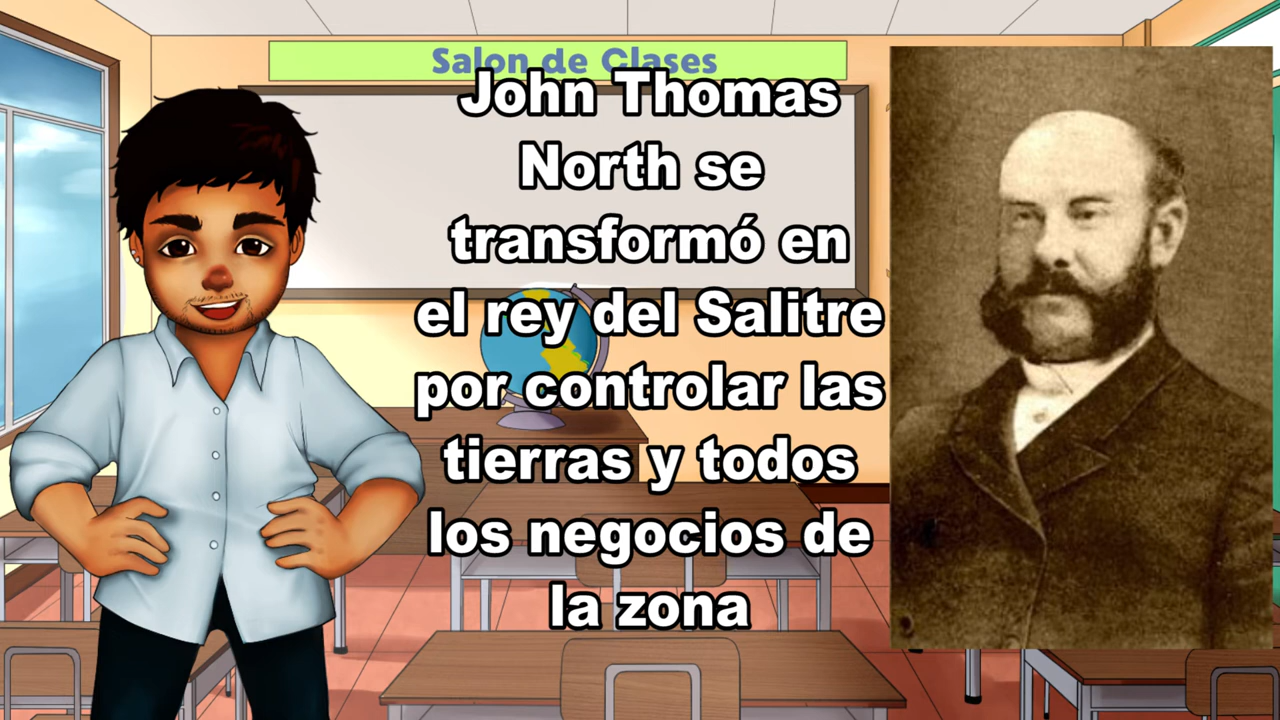 Salon de Clases
John Thomas
North se
transformó en
el rey del Salitre
por controlar las
tierras y todos
los negocios de
la zona